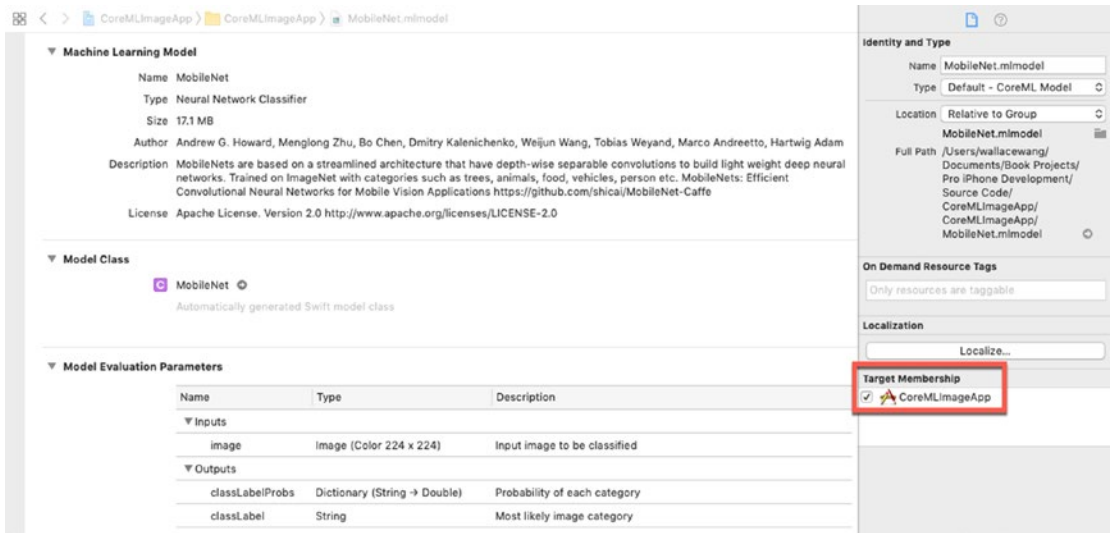 CoreMLImageApp CoreMLImageApp MobileNet.mlmodel
Machine Learning Model
Name MobileNet
Type Neural Network Classifier
Size 17.1 MB
Author Andrew G. Howard, Menglong Zhu, Bo Chen, Dmitry Kalenichenko, Weijun Wang, Tobias Weyand, Marco Andreetto, Hartwig Adam
Description MobileNets are based on a streamlined architecture that have depth-wise separable convolutions to build light weight deep neural
networks. Trained on ImageNet with categories such as trees, animals, food, vehicles, person etc. MobileNets: Efficient
Convolutional Neural Networks for Mobile Vision Applications https://github.com/shicai/MobileNet-Caffe
License Apache License. Version 2.0 http://www.apache.org/licenses/LICENSE-2.0
Model Class
C MobileNet
Automatically generated Swift model class
Model Evaluation Parameters
Name Type Description
Inputs
image Image (Color 224 x 224) Input image to be classified
Outputs
classLabelProbs Dictionary (String → Double) Probability of each category
classLabel String Most likely image category
Identity and Type
Name MobileNet.mlmodel
Type Default - CoreML Model
Location Relative to Group
MobileNet.mlmodel
Full Path /Users/wallacewang/
Documents/Book Projects/
Pro iPhone Development/
Source Code/
CoreMLImageApp/
CoreMLImageApp/
MobileNet.mlmodel
On Demand Resource Tags
Only resources are taggable
Localization
Localize...
Target Membership
CoreMLImageApp